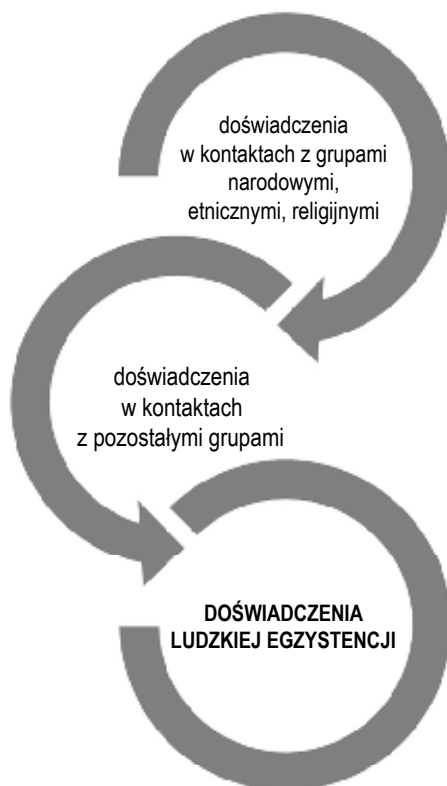 doświadczenia
w kontaktach z grupami
narodowymi,
etnicznymi, religijnymi
doświadczenia
w kontaktach
z pozostałymi grupami
DOŚWIADCZENIA
LUDZKIEJ EGZYSTENCJI